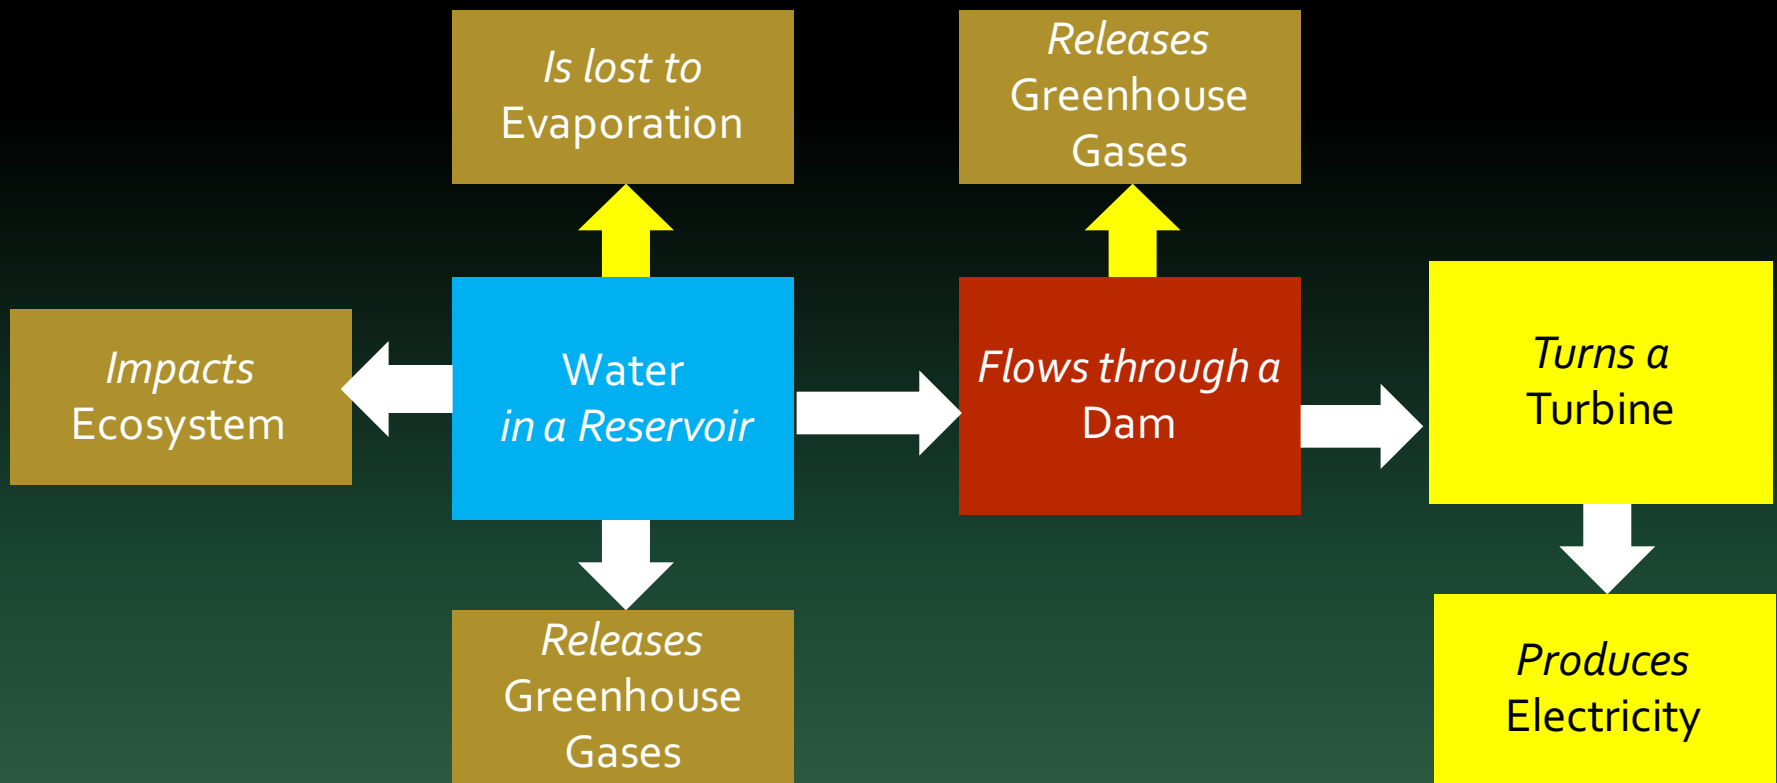 Is lost to
Evaporation
Releases
Greenhouse
Gases
Impacts
Ecosystem
Water
in a Reservoir
Flows through a
Dam
Turns a
Turbine
Releases
Greenhouse
Gases
Produces
Electricity